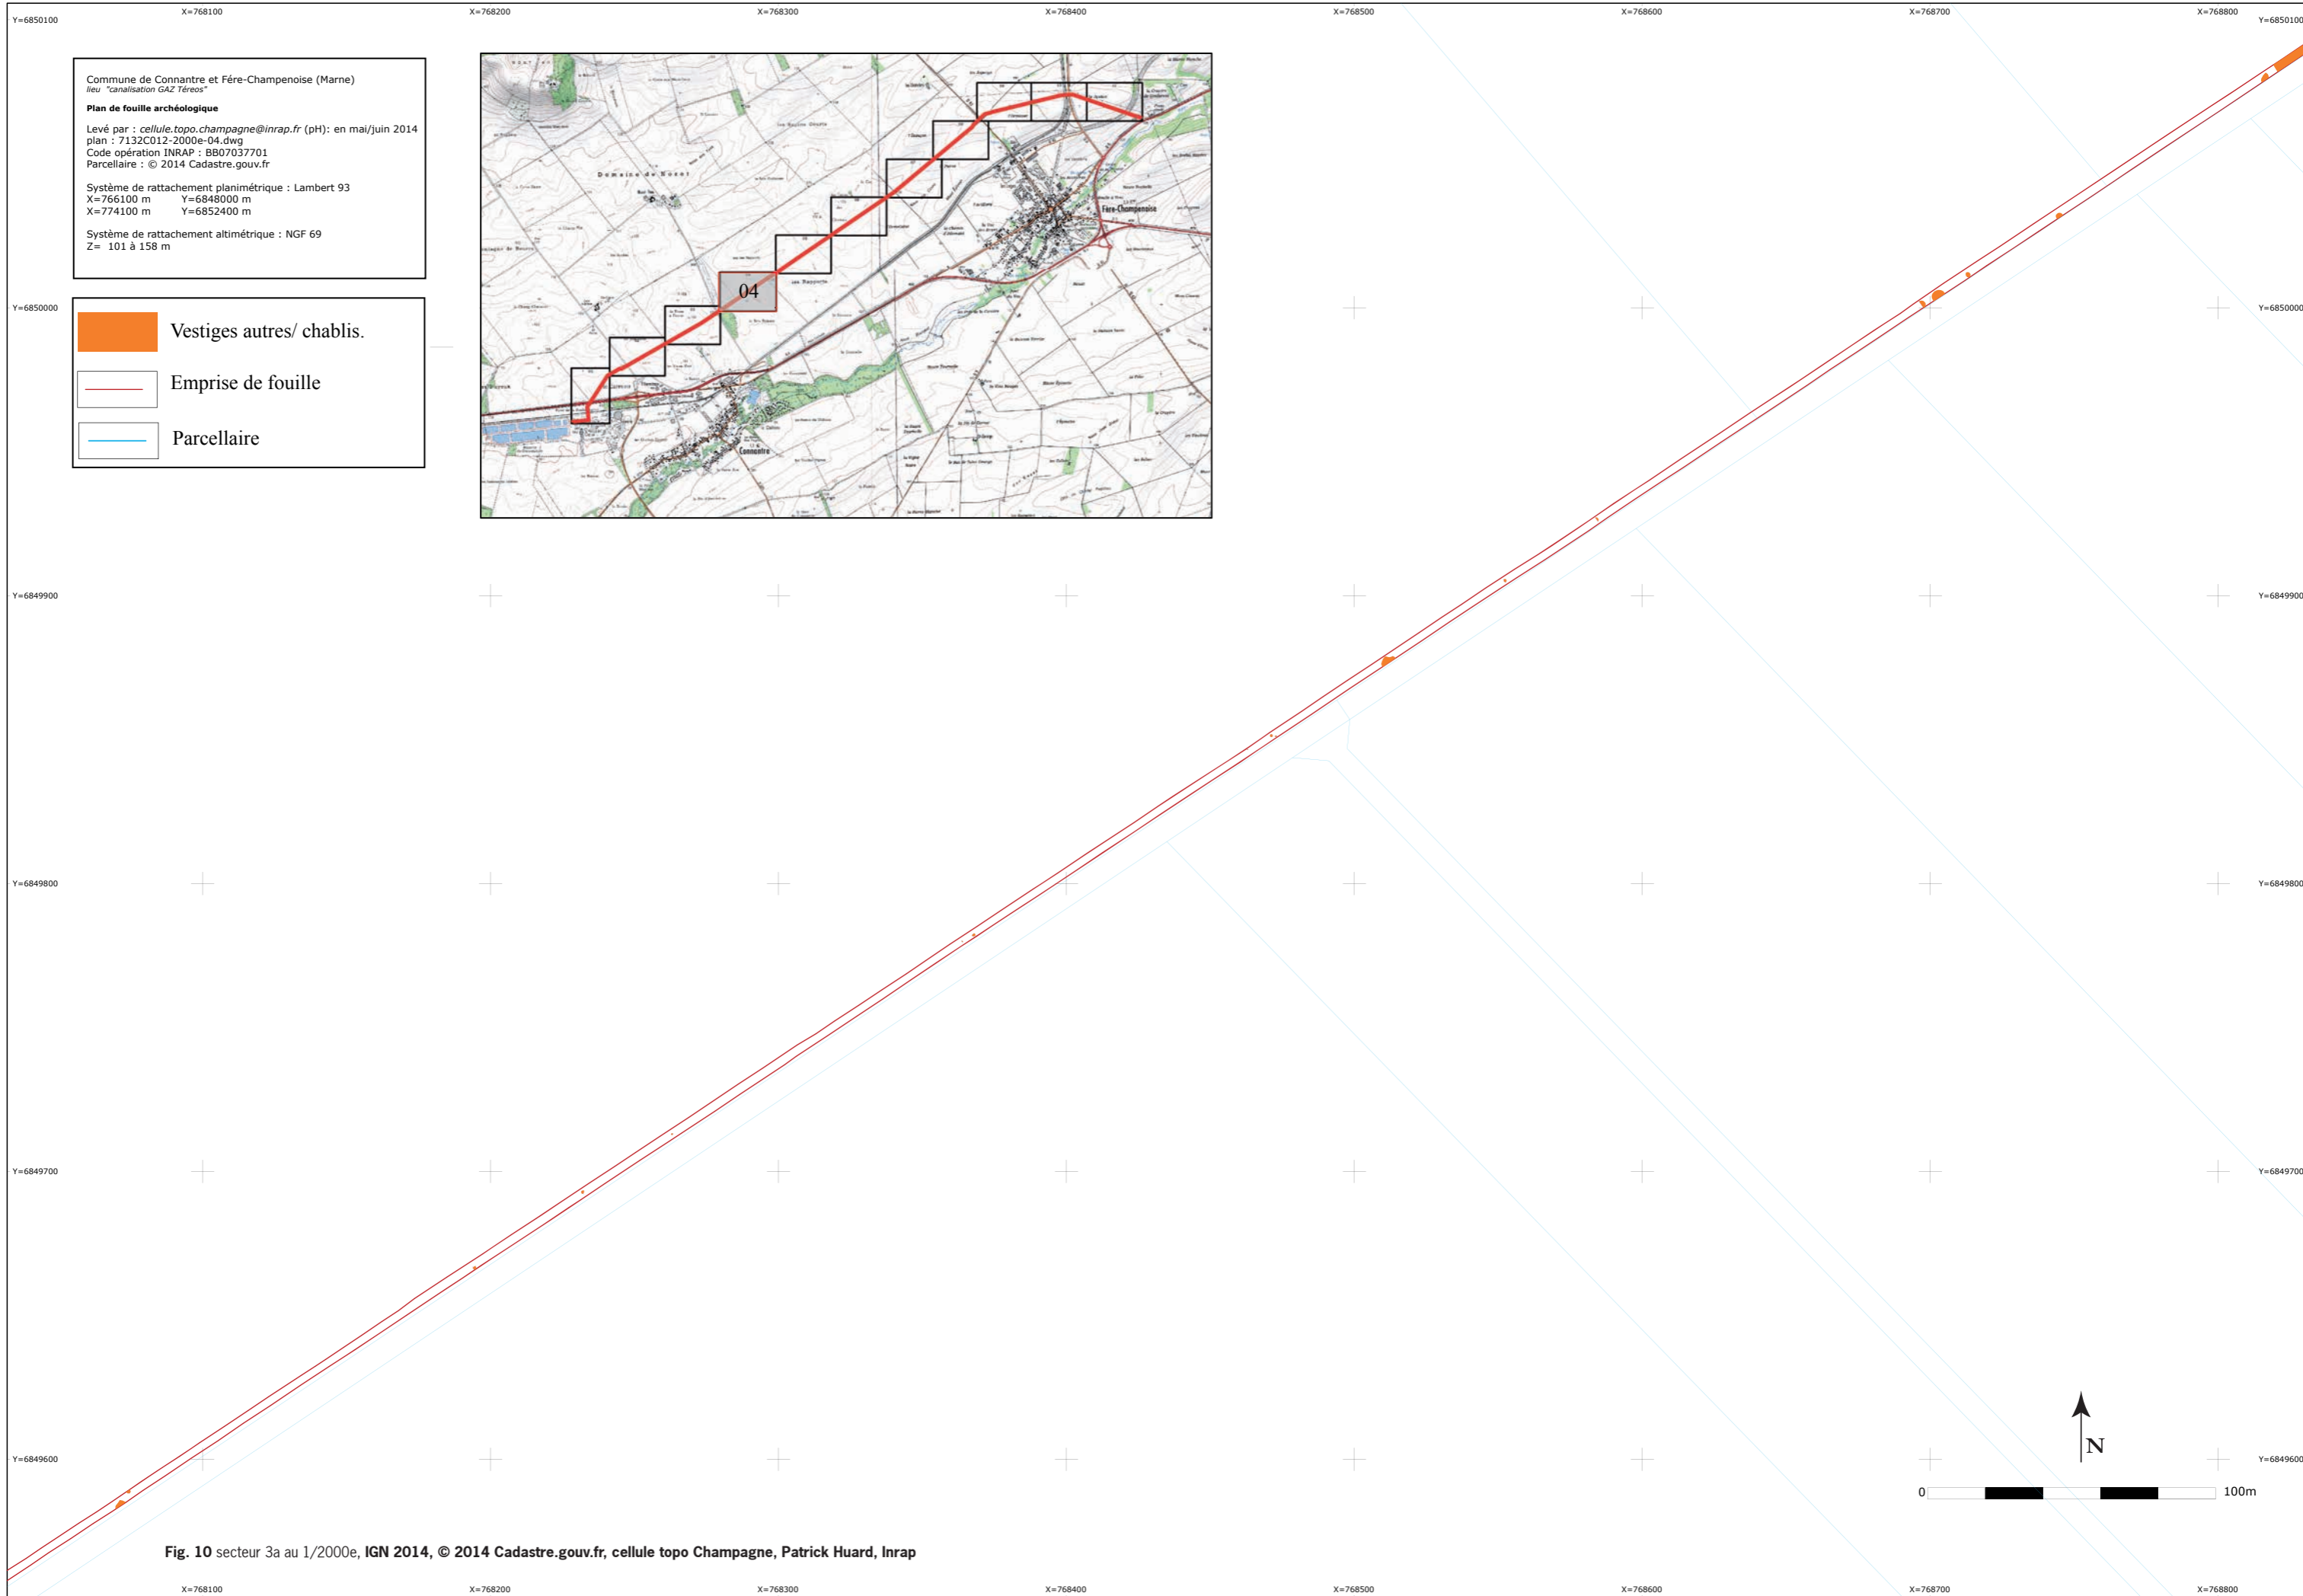 X=768100 X=768200 X=768300 X=768400 X=768500 X=768600 X=768700 X=768800
Y=6850100 Y=6850100
Commune de Connantre et Fére-Champenoise (Marne)
lieu "canalisation GAZ Téreos"
Plan de fouille archéologique
Levé par : cellule.topo.champagne@inrap.fr (pH): en mai/juin 2014
plan : 7132C012-2000e-04.dwg
Code opération INRAP : BB07037701
Parcellaire : © 2014 Cadastre.gouv.fr
Système de rattachement planimétrique : Lambert 93
X=766100 m Y=6848000 m
X=774100 m Y=6852400 m
Système de rattachement altimétrique : NGF 69
Z= 101 à 158 m
Vestiges autres/ chablis.
Emprise de fouille
Parcellaire
Domaine de Nozet
Fère-Champenoise
04
Connantre
Y=6850000 Y=6850000
Y=6849900 Y=6849900
Y=6849800 Y=6849800
Y=6849700 Y=6849700
Y=6849600 Y=6849600
N
0 100m
Fig. 10 secteur 3a au 1/2000e, IGN 2014, © 2014 Cadastre.gouv.fr, cellule topo Champagne, Patrick Huard, Inrap
X=768100 X=768200 X=768300 X=768400 X=768500 X=768600 X=768700 X=768800